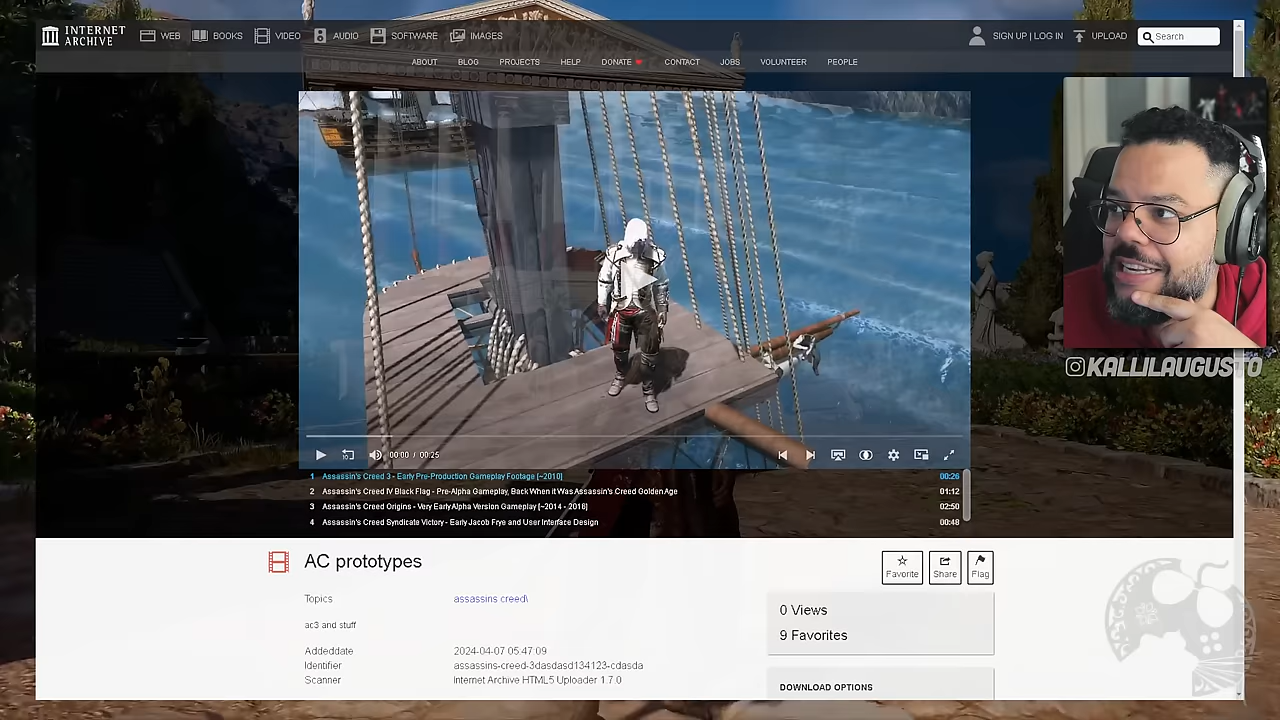 INTERNET ARCHIVE
WEB BOOKS VIDEO AUDIO SOFTWARE IMAGES
SIGN UP | LOG IN UPLOAD Search
ABOUT BLOG PROJECTS HELP DONATE CONTACT JOBS VOLUNTEER PEOPLE
KALLILAUGUSTO
10
00:00 / 00:25
1 Assassin's Creed 3 - Early Pre-Production Gameplay Footage [~2010] 00:26
2 Assassin's Creed IV Black Flag - Pre-Alpha Gameplay, Back When it Was Assassin's Creed Golden Age 01:12
3 Assassin's Creed Origins - Very Early Alpha Version Gameplay [~2014 - 2016] 02:50
4 Assassin's Creed Syndicate Victory - Early Jacob Frye and User Interface Design 00:48
AC prototypes
Favorite Share Flag
Topics assassins creed\
0 Views
ac3 and stuff
9 Favorites
Addeddate 2024-04-07 05:47:09
Identifier assassins-creed-3dasdasd134123-cdasda
Scanner Internet Archive HTML5 Uploader 1.7.0
DOWNLOAD OPTIONS